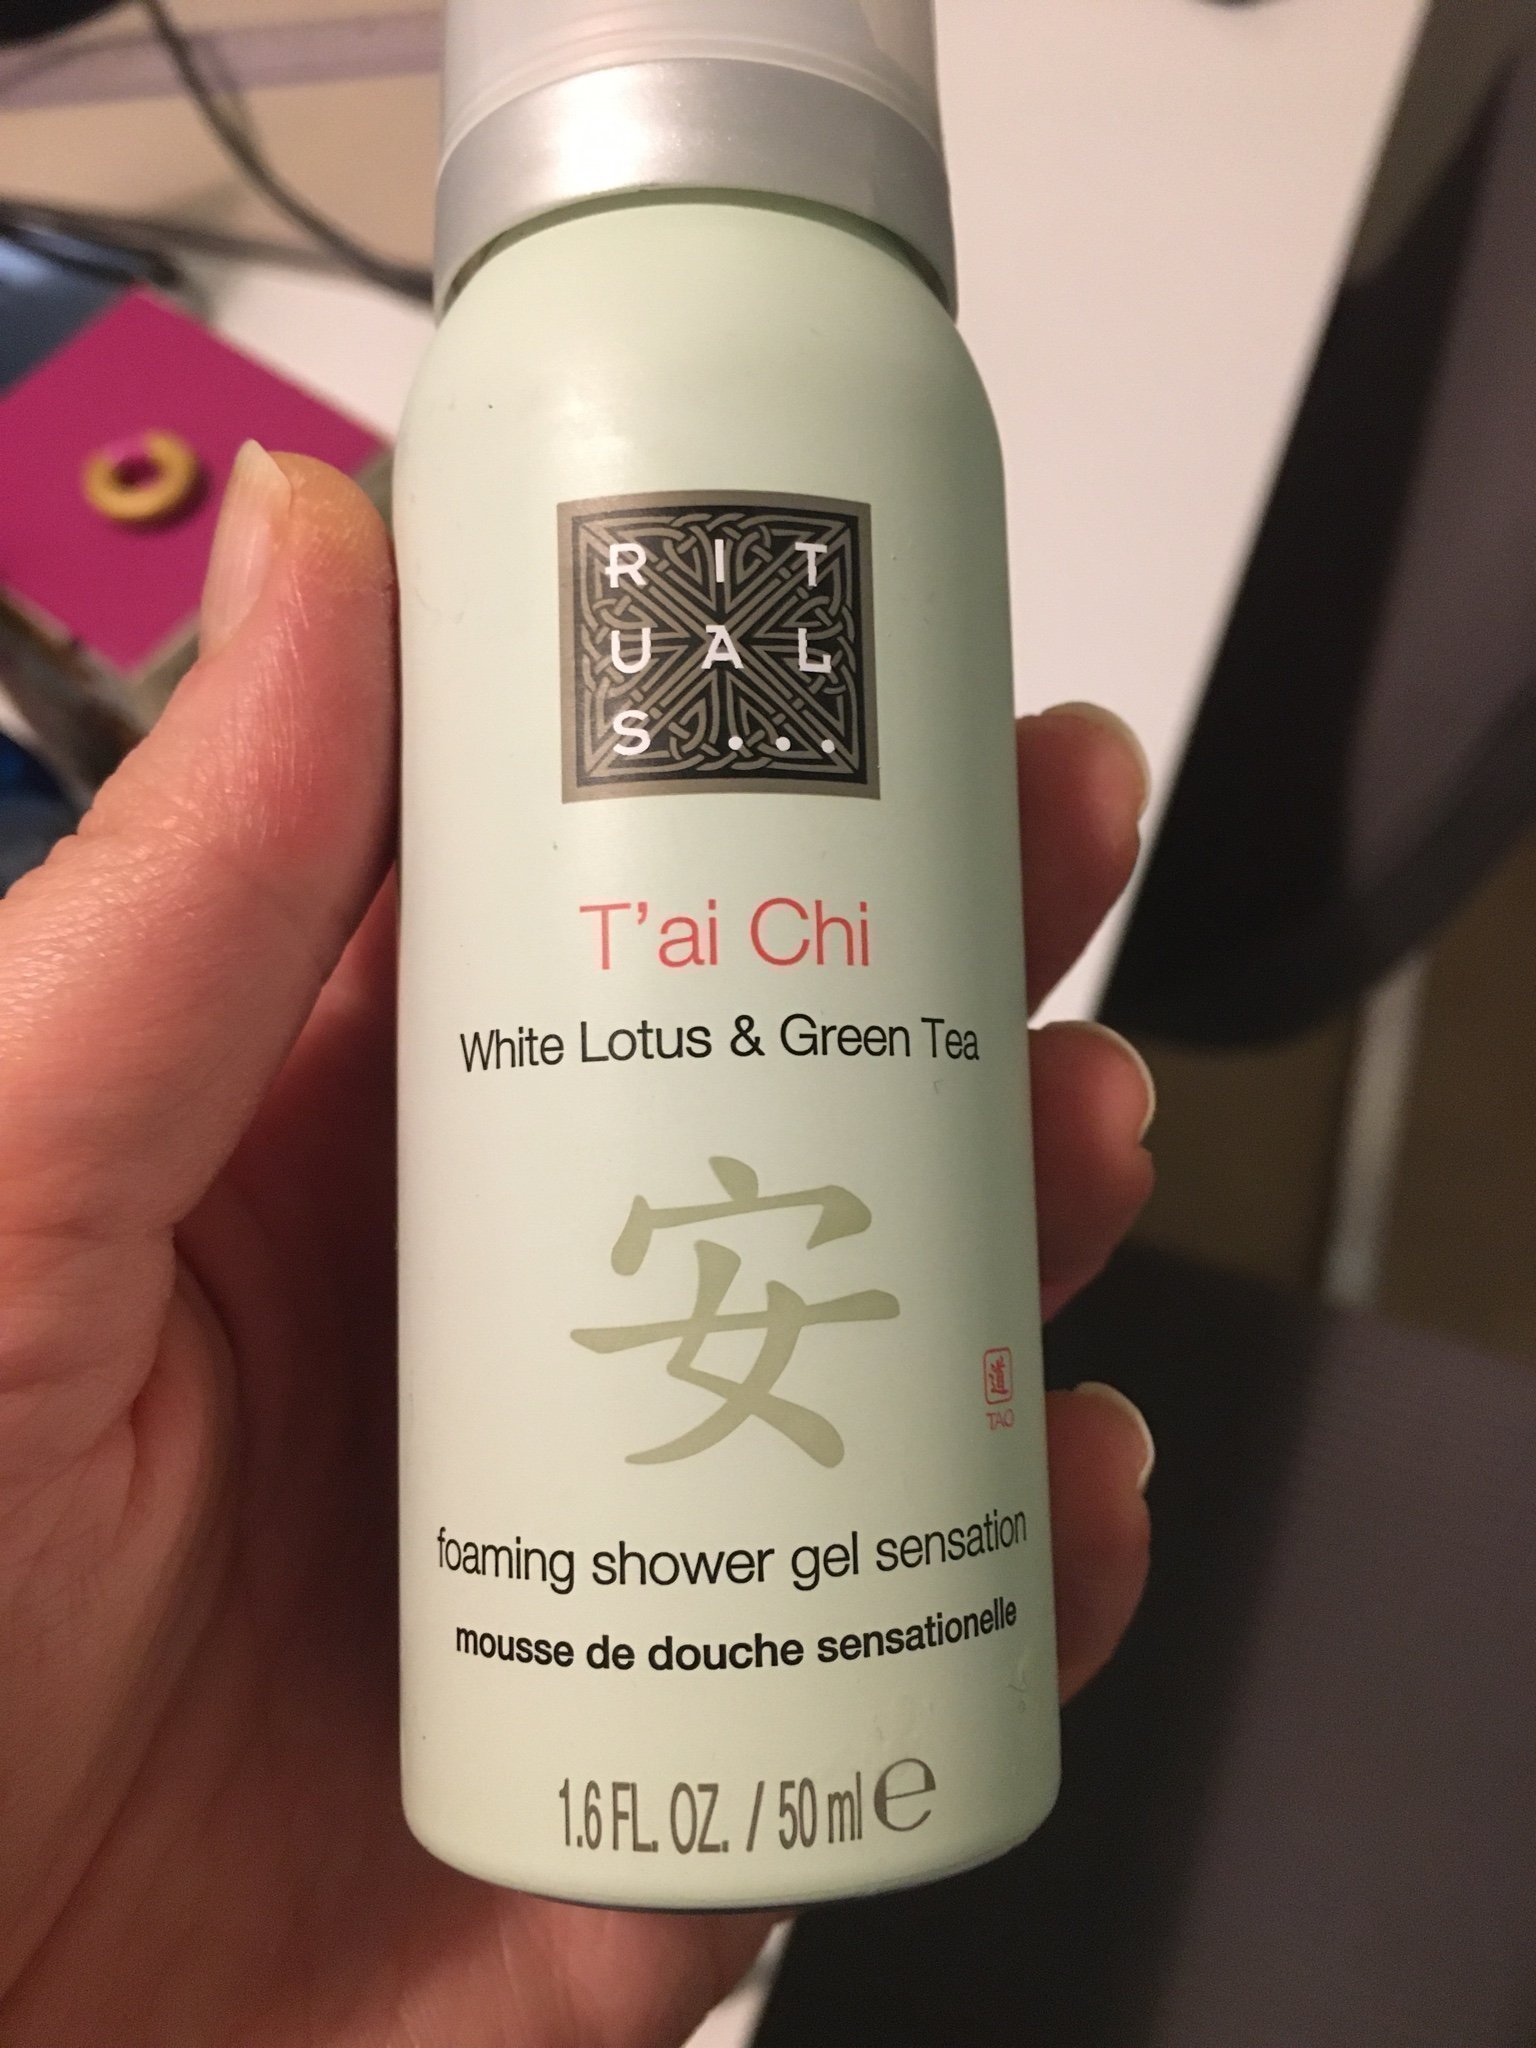 RIT
UAL
S...
T'ai Chi
White Lotus & Green Tea
安
道
TAO
foaming shower gel sensation
mousse de douche sensationelle
1.6 FL. OZ. / 50 ml ℮